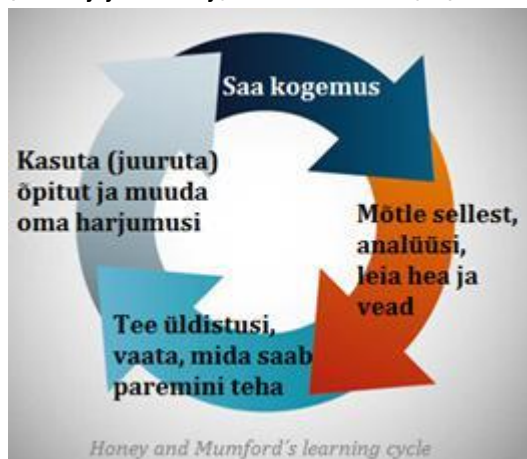 Saa kogemus
Mõtle sellest,
analüüsi,
leia hea ja
vead
Tee üldistusi,
vaata, mida saab
paremini teha
Kasuta (juuruta)
õpitut ja muuda
oma harjumusi
Honey and Mumford´s learning cycle